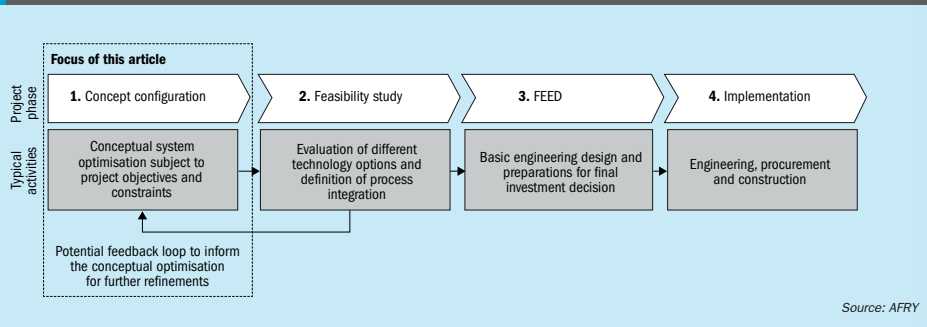 Focus of this article
Project
phase
1. Concept configuration
2. Feasibility study
3. FEED
4. Implementation
Typical
activities
Conceptual system
optimisation subject to
project objectives and
constraints
Evaluation of different
technology options and
definition of process
integration
Basic engineering design and
preparations for final
investment decision
Engineering, procurement
and construction
Potential feedback loop to inform
the conceptual optimisation
for further refinements
Source: AFRY